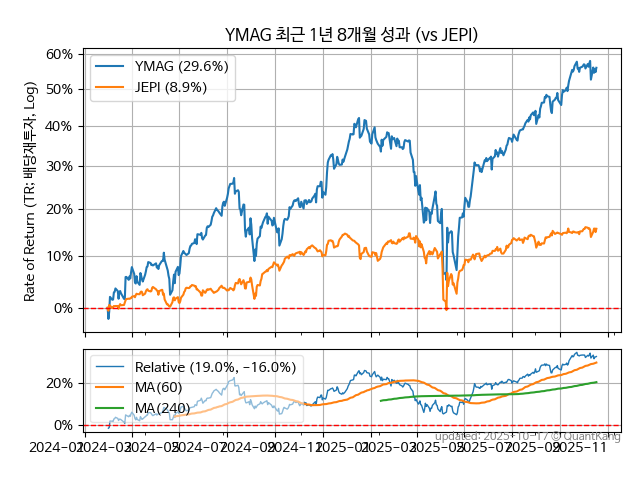 YMAG 최근 1년 8개월 성과 (vs JEPI)
Rate of Return (TR: 배당재투자, Log)
60%
50%
40%
30%
20%
10%
0%
YMAG (29.6%)
JEPI (8.9%)
20%
0%
Relative (19.0%, −16.0%)
MA(60)
MA(240)
2024-01 2024-03 2024-05 2024-07 2024-09 2024-11 2025-01 2025-03 2025-05 2025-07 2025-09 2025-11
updated: 2025-10-17 © QuantKang